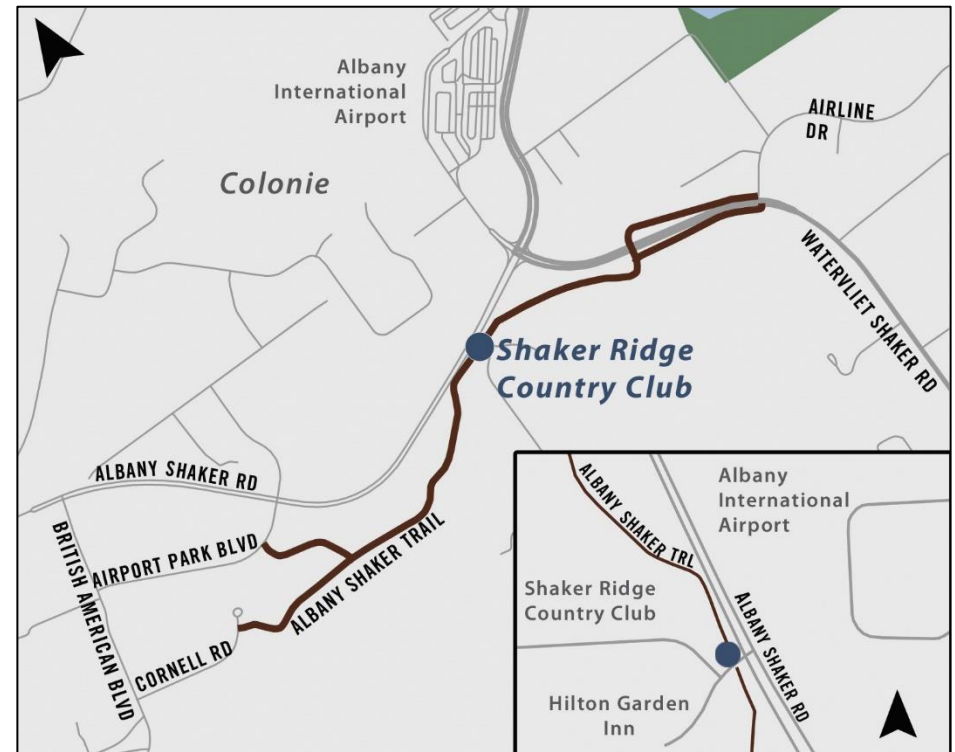 Albany
International
Airport
Colonie
AIRLINE
DR
WATERVLIET SHAKER RD
Shaker Ridge
Country Club
ALBANY SHAKER RD
AIRPORT PARK BLVD
BRITISH AMERICAN BLVD
CORNELL RD
ALBANY SHAKER TRAIL
Albany
International
Airport
ALBANY SHAKER TRL
Shaker Ridge
Country Club
ALBANY SHAKER RD
Hilton Garden
Inn